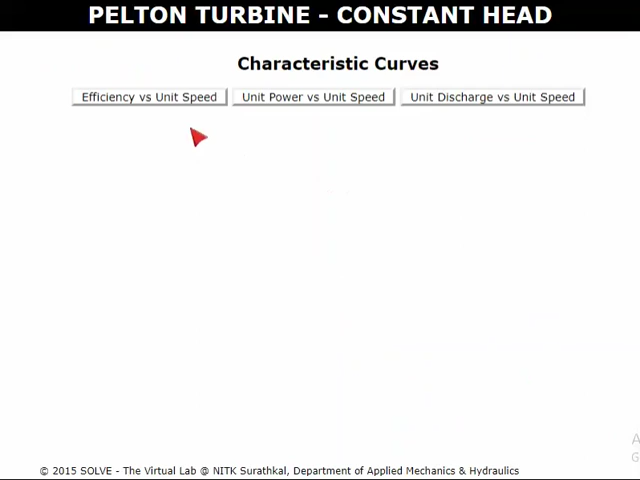 PELTON TURBINE - CONSTANT HEAD
Characteristic Curves
Efficiency vs Unit Speed Unit Power vs Unit Speed Unit Discharge vs Unit Speed
© 2015 SOLVE - The Virtual Lab @ NITK Surathkal, Department of Applied Mechanics & Hydraulics